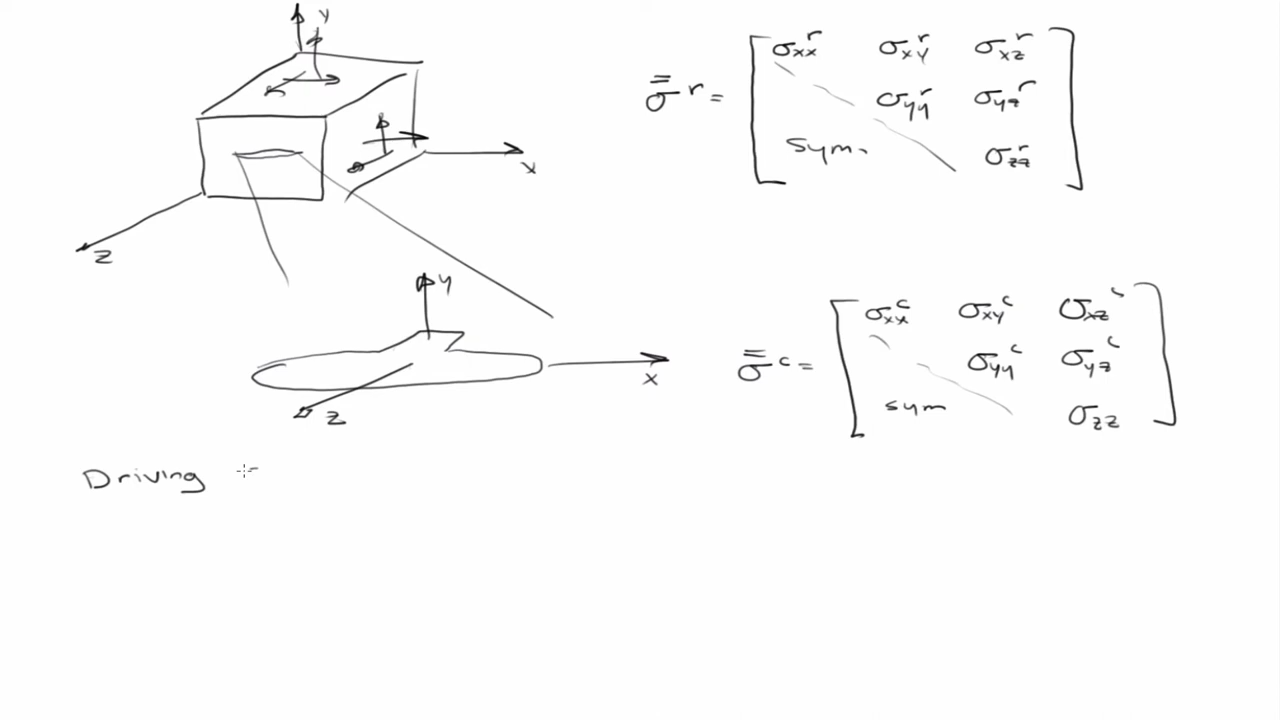 y
x
z
σ̿ʳ = [ σxxʳ σxyʳ σxzʳ
σyyʳ σyzʳ
sym. σzzʳ ]
y
x
z
σ̿ᶜ = [ σxxᶜ σxyᶜ σxzᶜ
σyyᶜ σyzᶜ
sym σzz ]
Driving